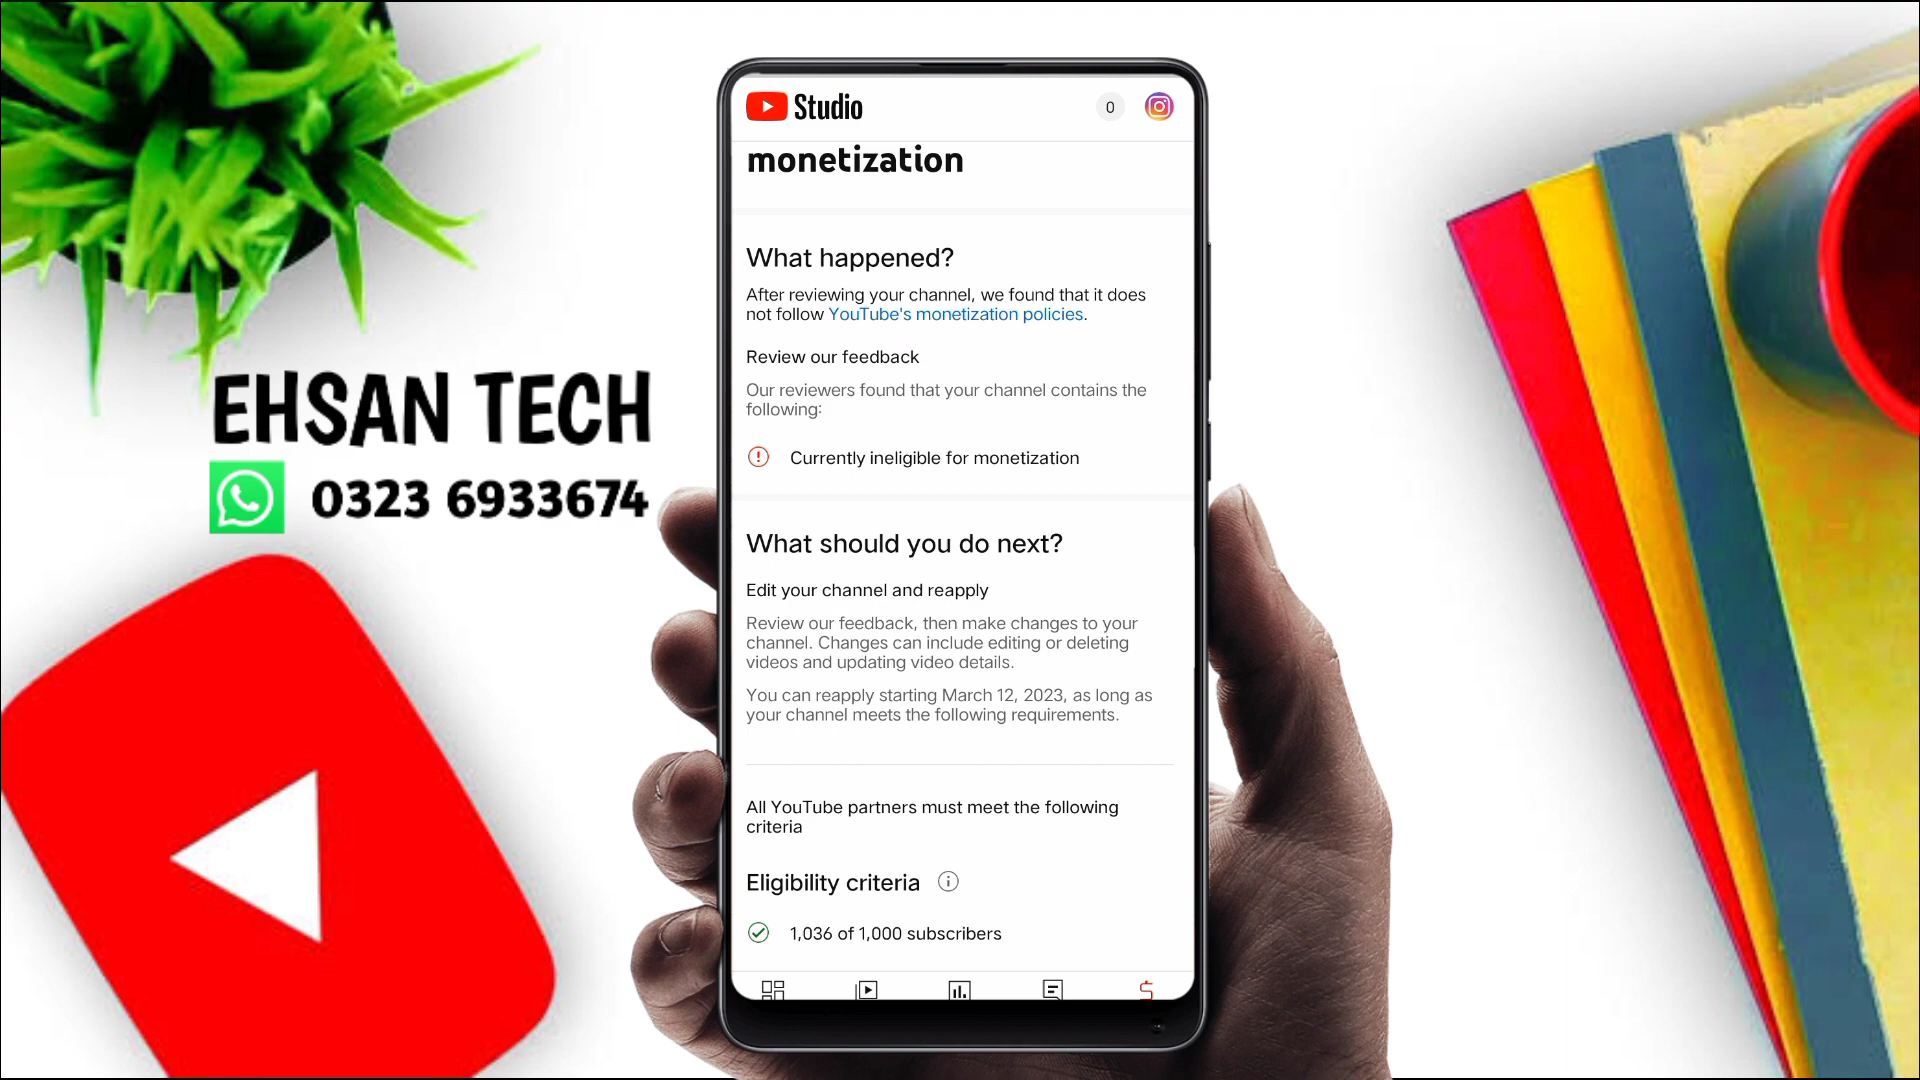 EHSAN TECH
0323 6933674
Studio
0
monetization
What happened?
After reviewing your channel, we found that it does
not follow YouTube's monetization policies.
Review our feedback
Our reviewers found that your channel contains the
following:
Currently ineligible for monetization
What should you do next?
Edit your channel and reapply
Review our feedback, then make changes to your
channel. Changes can include editing or deleting
videos and updating video details.
You can reapply starting March 12, 2023, as long as
your channel meets the following requirements.
All YouTube partners must meet the following
criteria
Eligibility criteria
1,036 of 1,000 subscribers